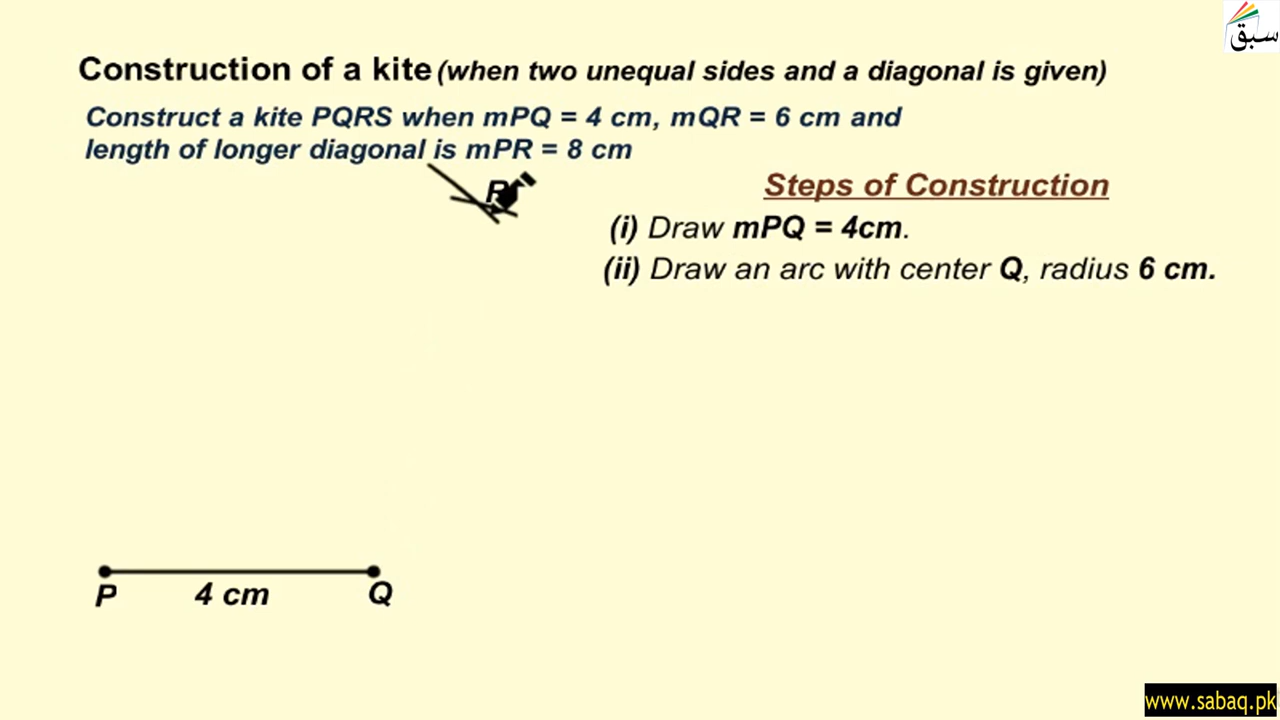 سبق
Construction of a kite (when two unequal sides and a diagonal is given)
Construct a kite PQRS when mPQ = 4 cm, mQR = 6 cm and
length of longer diagonal is mPR = 8 cm
R
Steps of Construction
(i) Draw mPQ = 4cm.
(ii) Draw an arc with center Q, radius 6 cm.
P 4 cm Q
www.sabaq.pk